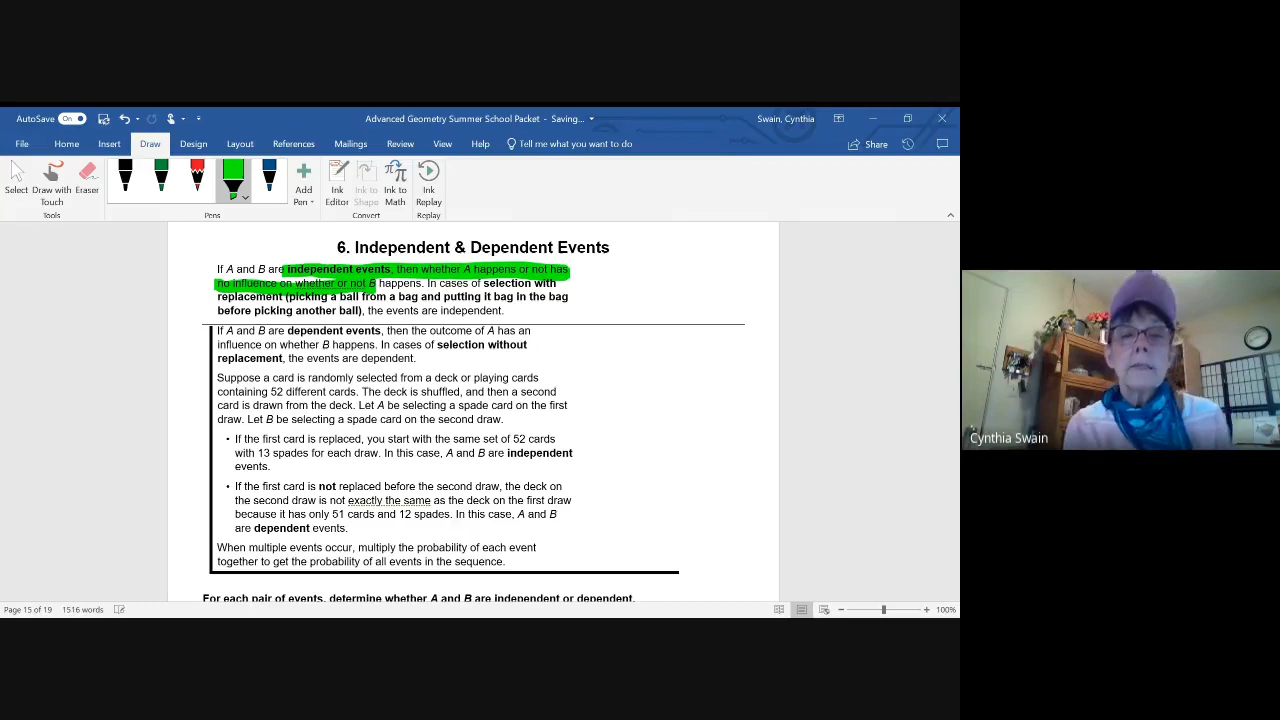 AutoSave On
Advanced Geometry Summer School Packet - Saving...
Swain, Cynthia
File Home Insert Draw Design Layout References Mailings Review View Help Tell me what you want to do Share
Select Draw with Touch Eraser Add Pen Ink Editor Ink to Shape Ink to Math Ink Replay
Tools Pens Convert Replay
6. Independent & Dependent Events
If A and B are independent events, then whether A happens or not has
no influence on whether or not B happens. In cases of selection with
replacement (picking a ball from a bag and putting it bag in the bag
before picking another ball), the events are independent.
If A and B are dependent events, then the outcome of A has an
influence on whether B happens. In cases of selection without
replacement, the events are dependent.
Suppose a card is randomly selected from a deck or playing cards
containing 52 different cards. The deck is shuffled, and then a second
card is drawn from the deck. Let A be selecting a spade card on the first
draw. Let B be selecting a spade card on the second draw.
• If the first card is replaced, you start with the same set of 52 cards
with 13 spades for each draw. In this case, A and B are independent
events.
• If the first card is not replaced before the second draw, the deck on
the second draw is not exactly the same as the deck on the first draw
because it has only 51 cards and 12 spades. In this case, A and B
are dependent events.
When multiple events occur, multiply the probability of each event
together to get the probability of all events in the sequence.
For each pair of events, determine whether A and B are independent or dependent.
Page 15 of 19 1516 words 100%
Cynthia Swain